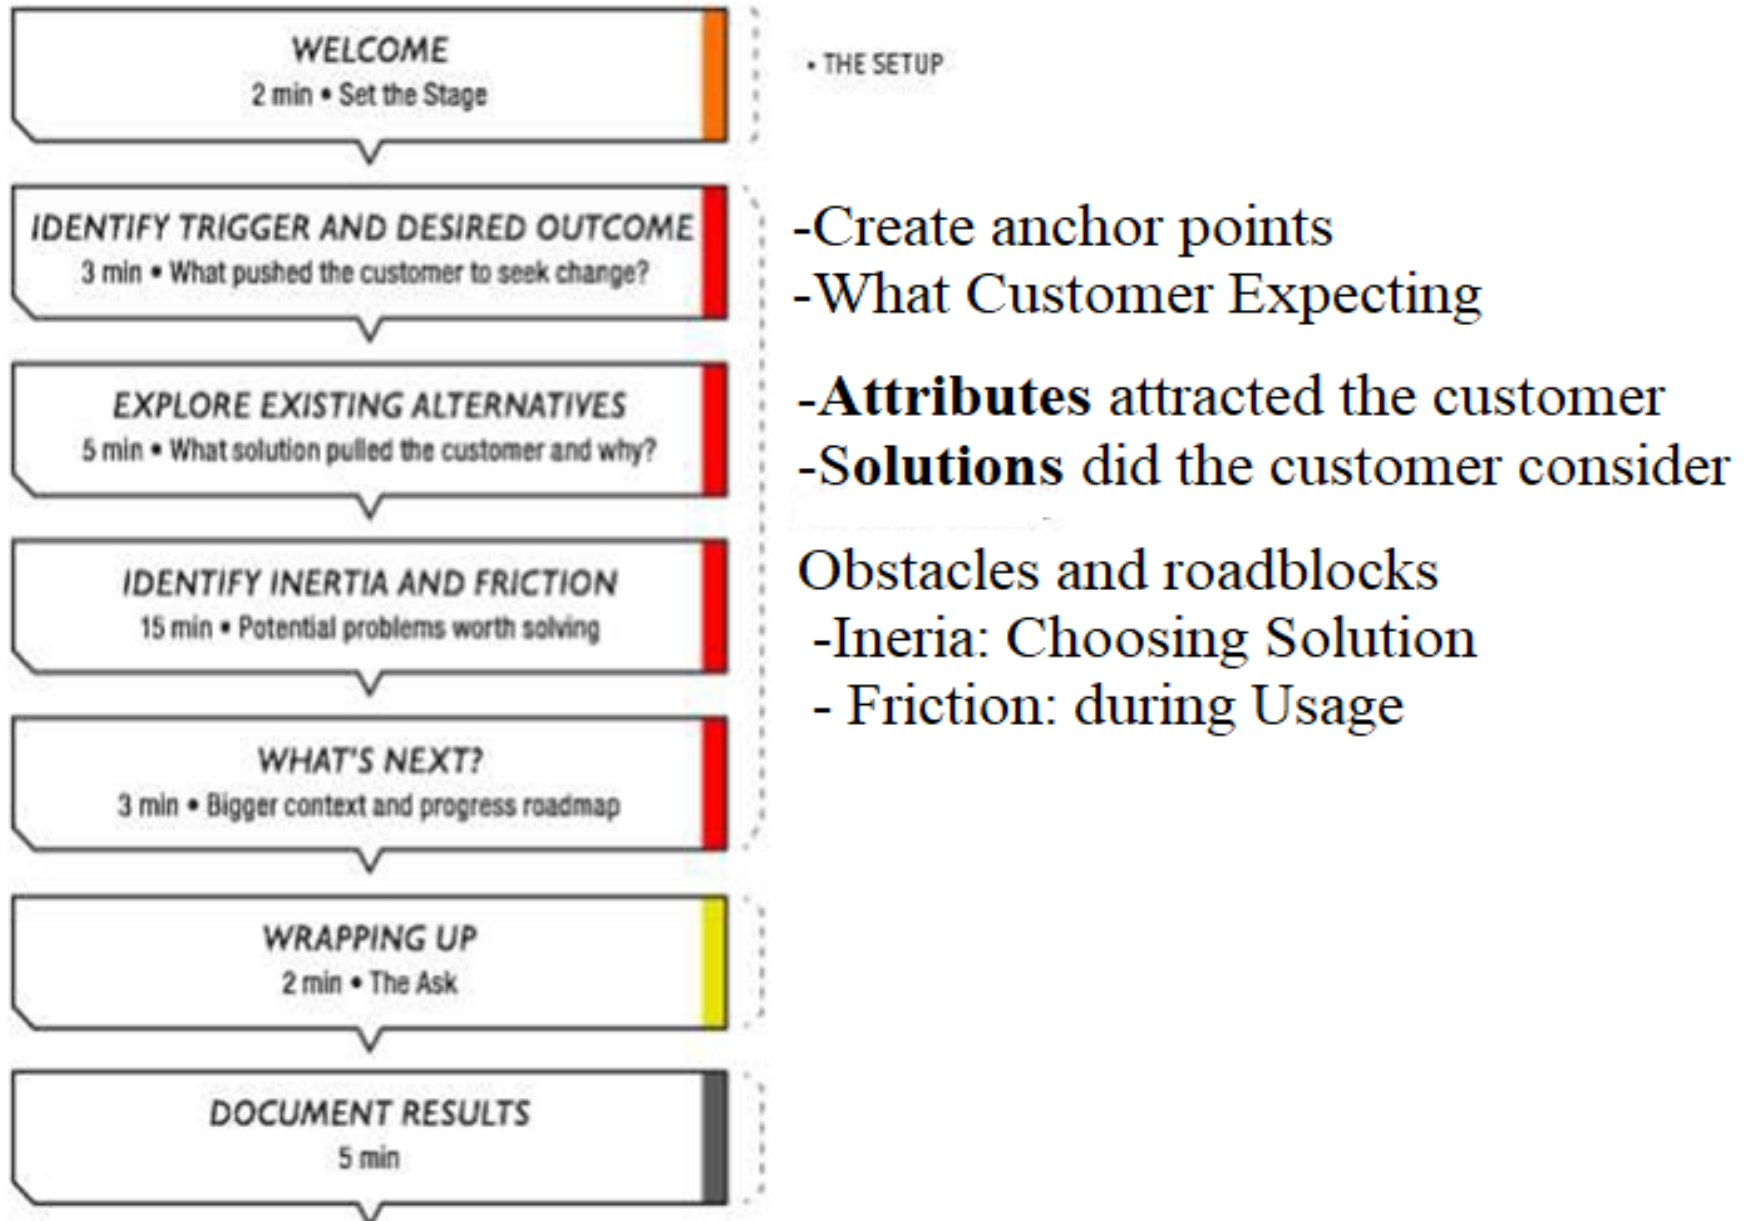 WELCOME
2 min • Set the Stage
• THE SETUP
IDENTIFY TRIGGER AND DESIRED OUTCOME
3 min • What pushed the customer to seek change?
-Create anchor points
-What Customer Expecting
EXPLORE EXISTING ALTERNATIVES
5 min • What solution pulled the customer and why?
-Attributes attracted the customer
-Solutions did the customer consider
IDENTIFY INERTIA AND FRICTION
15 min • Potential problems worth solving
Obstacles and roadblocks
-Ineria: Choosing Solution
- Friction: during Usage
WHAT'S NEXT?
3 min • Bigger context and progress roadmap
WRAPPING UP
2 min • The Ask
DOCUMENT RESULTS
5 min